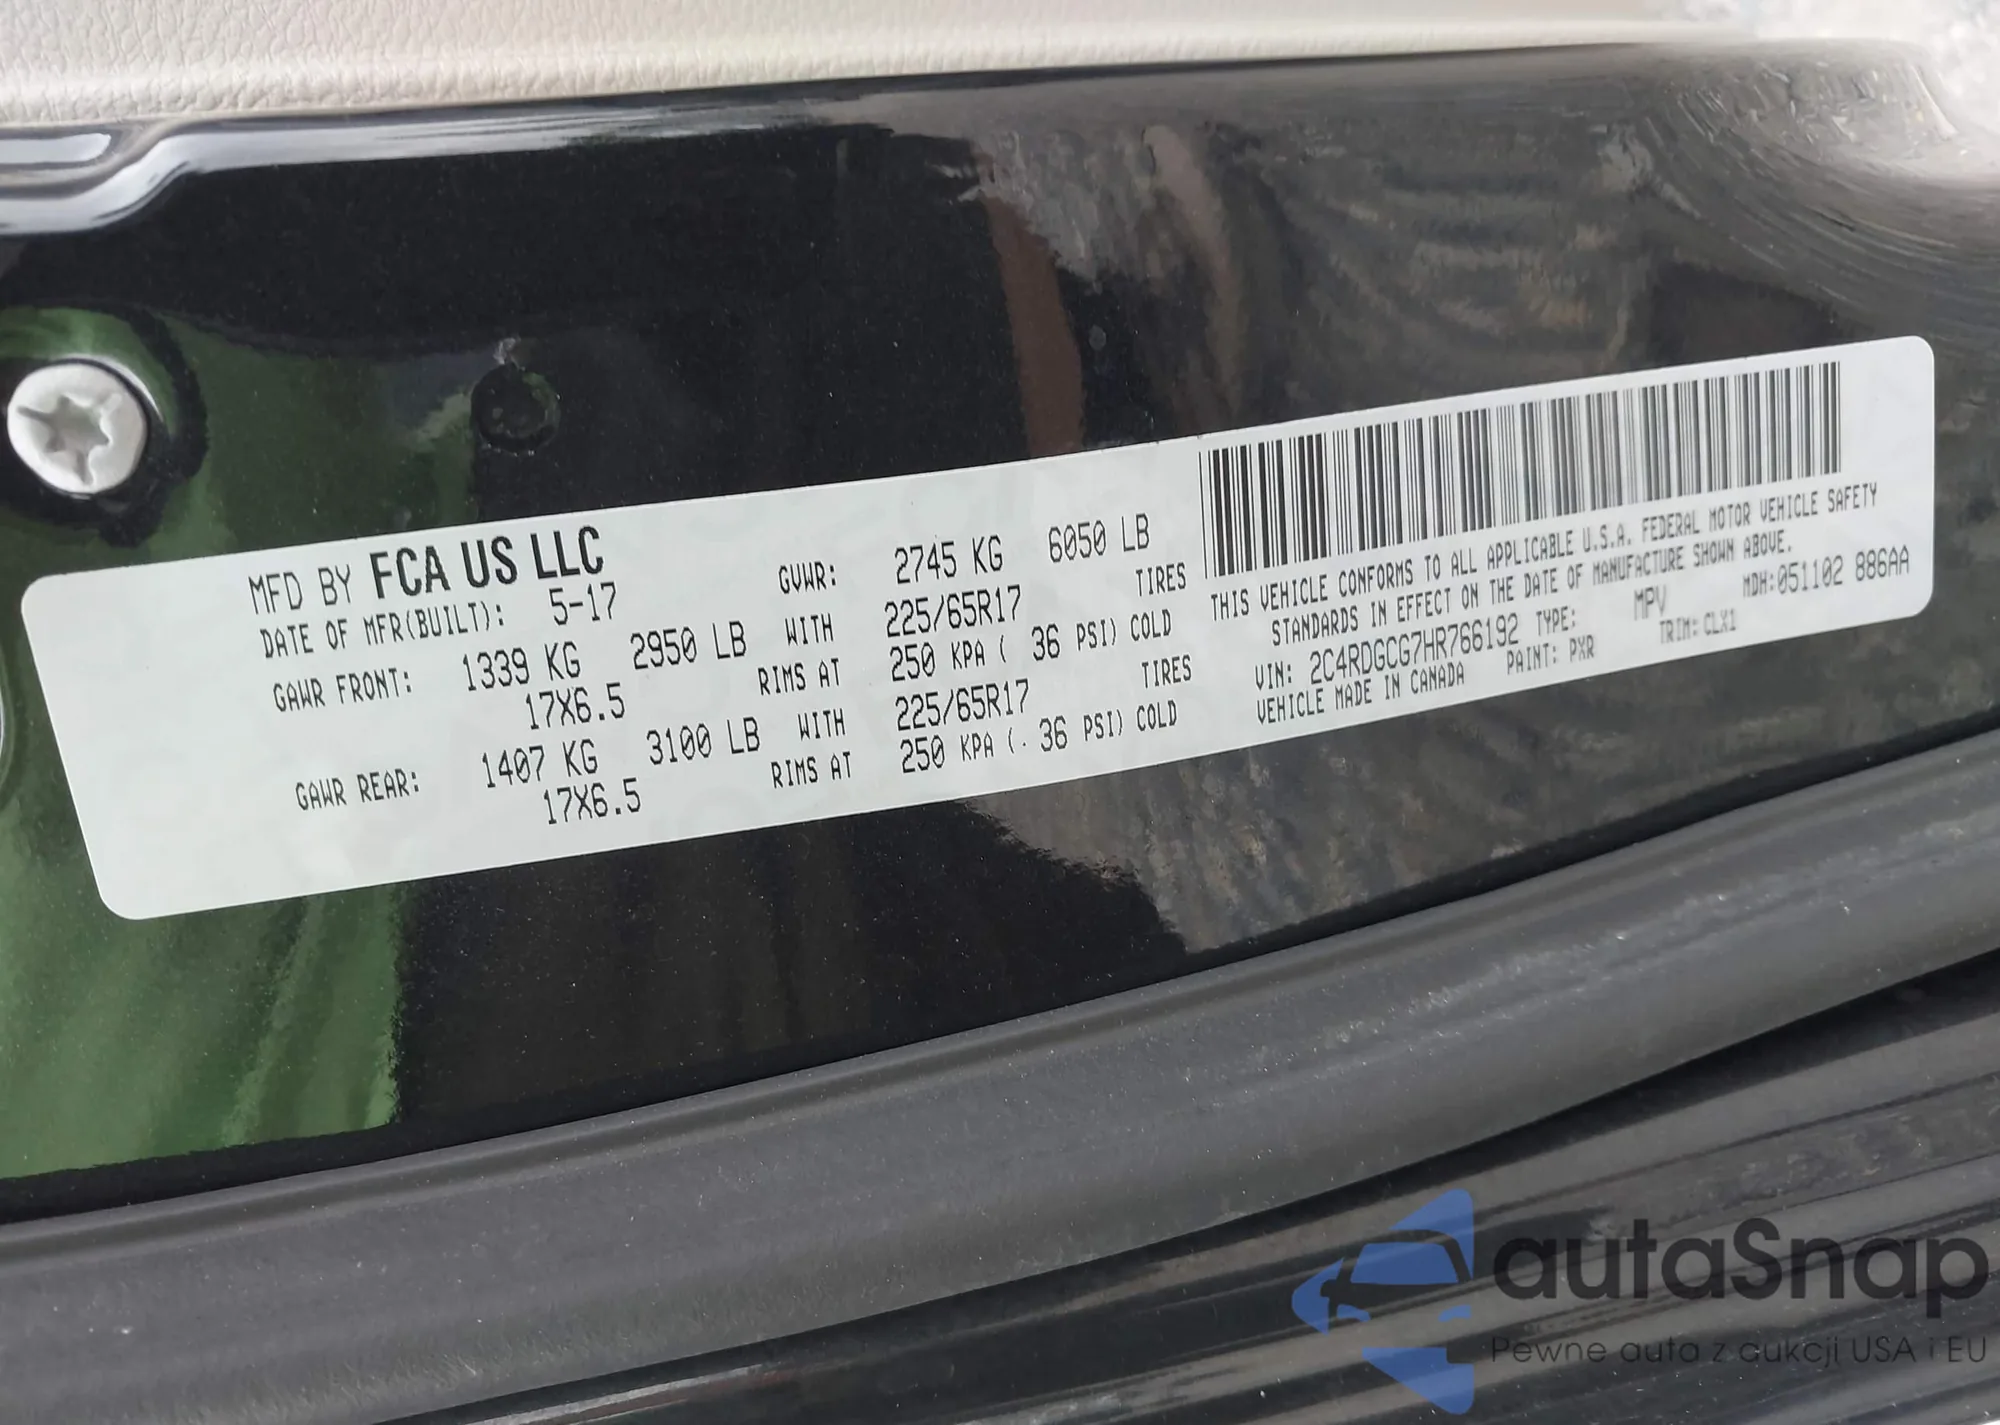 MFD BY FCA US LLC
DATE OF MFR(BUILT): 5-17 GVWR: 2745 KG 6050 LB
GAWR FRONT: 1339 KG 2950 LB WITH 225/65R17 TIRES
17X6.5 RIMS AT 250 KPA ( 36 PSI) COLD
GAWR REAR: 1407 KG 3100 LB WITH 225/65R17 TIRES
17X6.5 RIMS AT 250 KPA ( 36 PSI) COLD
THIS VEHICLE CONFORMS TO ALL APPLICABLE U.S.A. FEDERAL MOTOR VEHICLE SAFETY
STANDARDS IN EFFECT ON THE DATE OF MANUFACTURE SHOWN ABOVE.
VIN: 2C4RDGCG7HR766192 TYPE: MPV MDH:051102 886AA
VEHICLE MADE IN CANADA PAINT: PXR TRIM: CLX1
autaSnap
Pewne auta z aukcji USA i EU